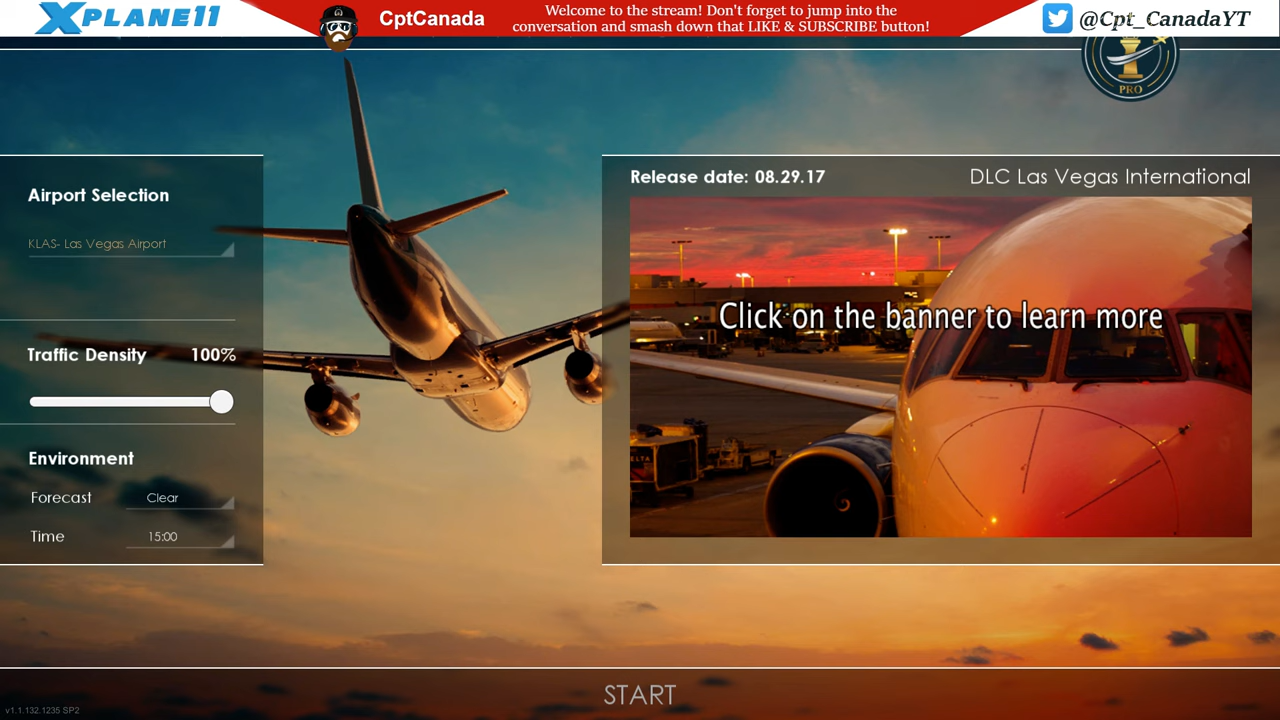 XPLANE11
CptCanada
Welcome to the stream! Don't forget to jump into the
conversation and smash down that LIKE & SUBSCRIBE button!
@Cpt_CanadaYT
PRO
Airport Selection
KLAS- Las Vegas Airport
Traffic Density 100%
Environment
Forecast Clear
Time 15:00
Release date: 08.29.17 DLC Las Vegas International
Click on the banner to learn more
DELTA
START
v1.1.132.1235 SP2